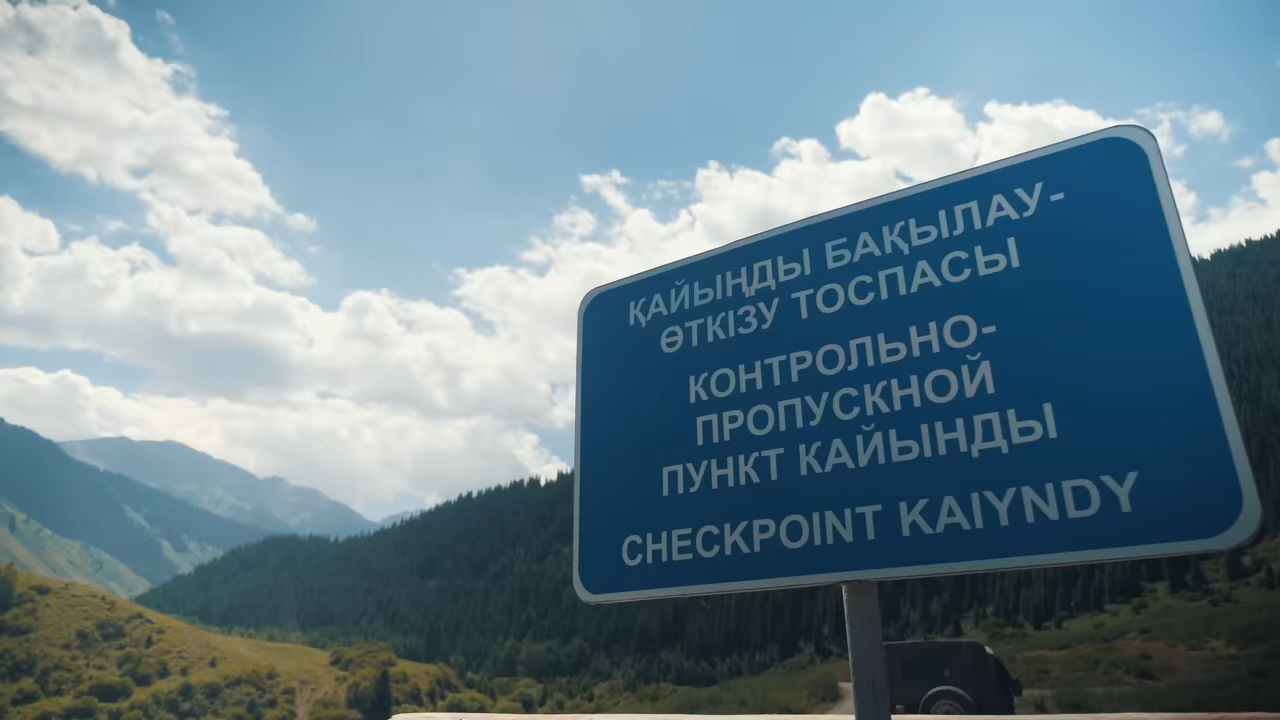 ҚАЙЫҢДЫ БАҚЫЛАУ-
ӨТКІЗУ ТОСПАСЫ
КОНТРОЛЬНО-
ПРОПУСКНОЙ
ПУНКТ КАЙЫНДЫ
CHECKPOINT KAIYNDY